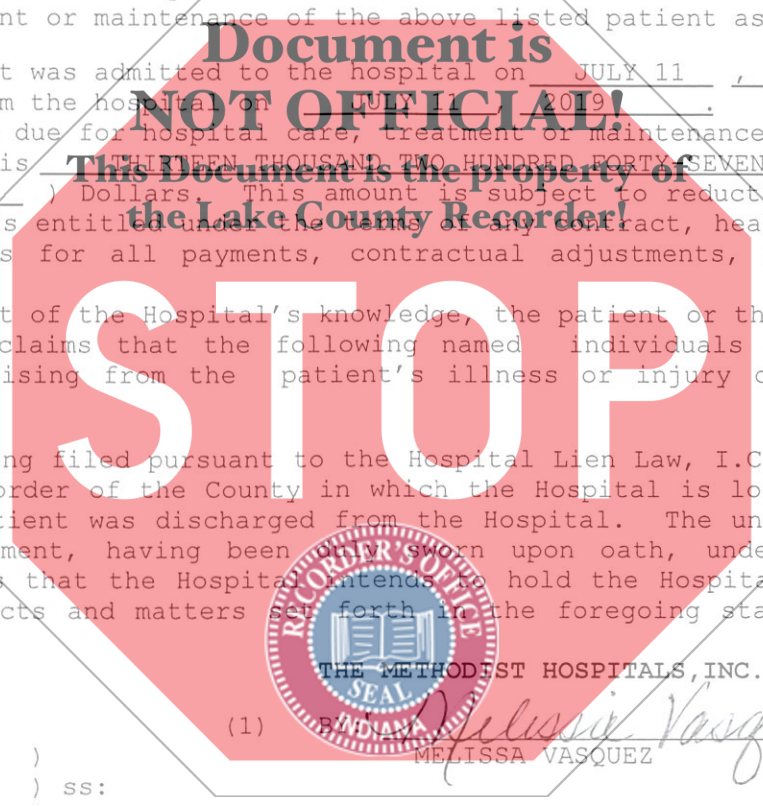 nt or maintenance of the above listed patient as
Document is
t was admitted to the hospital on JULY 11 ,
m the hospital on JULY 11 , 2019 .
NOT OFFICIAL!
due for hospital care, treatment or maintenance
is THIRTEEN THOUSAND TWO HUNDRED FORTY SEVEN
This Document is the property of
) Dollars. This amount is subject to reduct
the Lake County Recorder!
s entitled under the terms of any contract, hea
s for all payments, contractual adjustments,
STOP
t of the Hospital's knowledge, the patient or th
claims that the following named individuals
ising from the patient's illness or injury
ng filed pursuant to the Hospital Lien Law, I.C
order of the County in which the Hospital is lo
tient was discharged from the Hospital. The un
ment, having been duly sworn upon oath, unde
s that the Hospital intends to hold the Hospita
cts and matters set forth in the foregoing sta
RECORDER'S OFFICE
SEAL
INDIANA
THE METHODIST HOSPITALS, INC.
(1) BY Melissa Vasq
) MELISSA VASQUEZ
) ss: